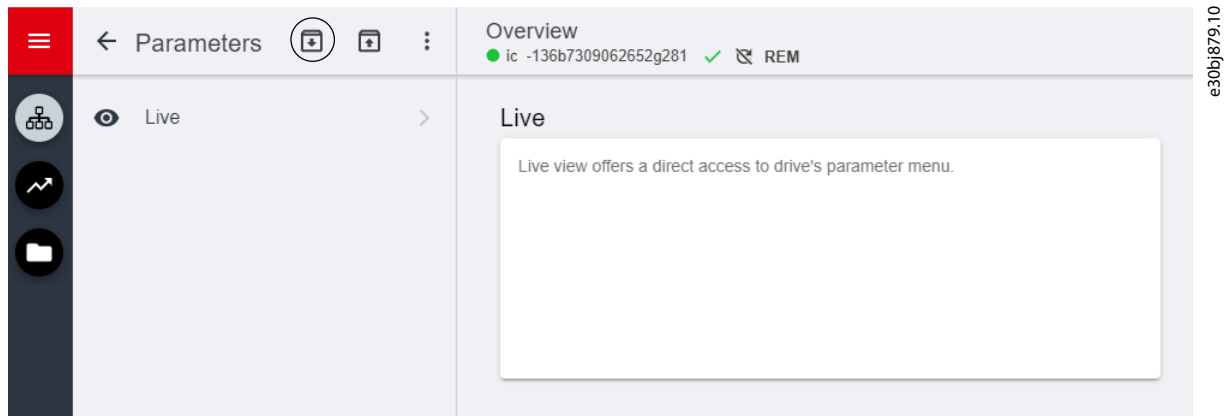 Parameters
Live
Overview
ic -136b7309062652g281 REM
Live
Live view offers a direct access to drive's parameter menu.
e30bj879.10